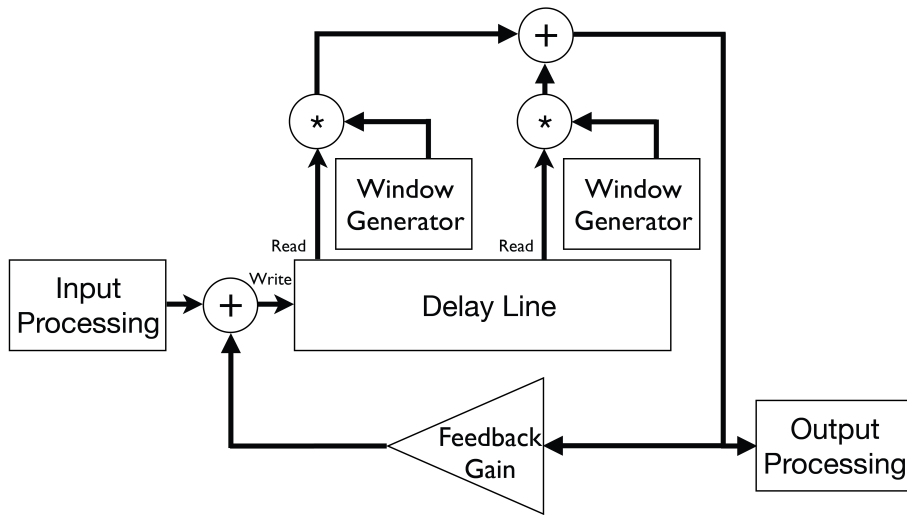 +
*
*
Window
Generator
Window
Generator
Read
Read
Input
Processing
+
Write
Delay Line
Feedback
Gain
Output
Processing